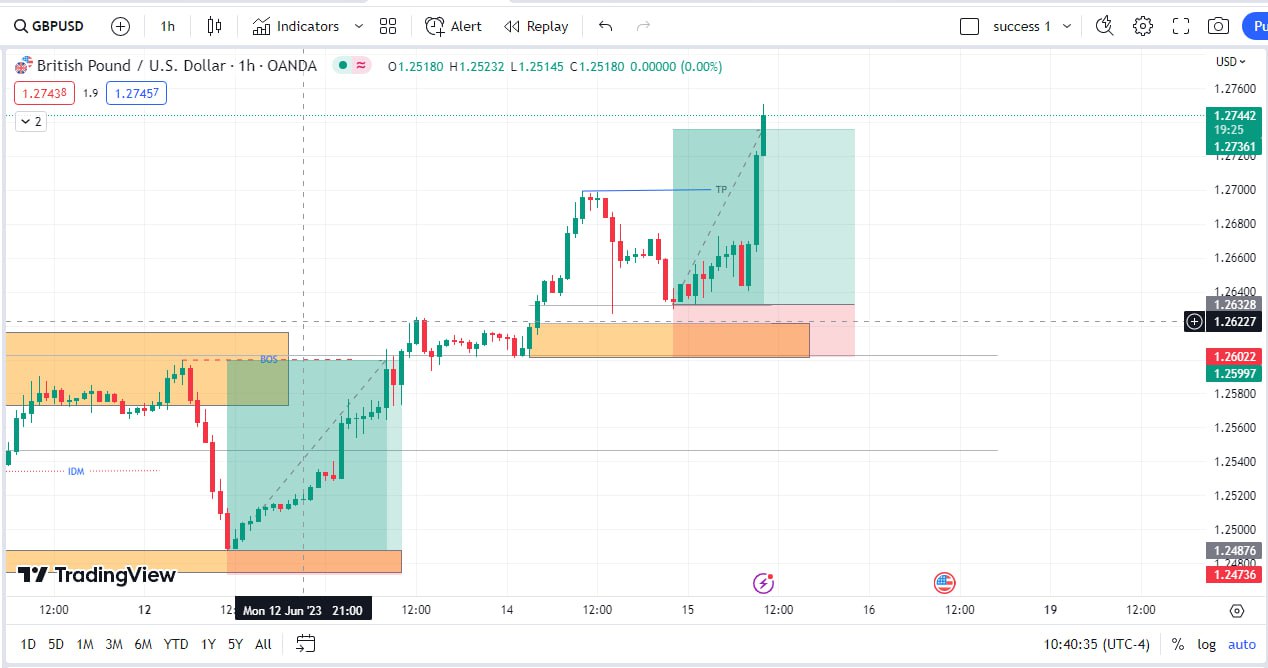 GBPUSD 1h Indicators Alert Replay success 1 Pu
British Pound / U.S. Dollar · 1h · OANDA O1.25180 H1.25232 L1.25145 C1.25180 0.00000 (0.00%) USD
1.27438 1.9 1.27457
2
1.27600
1.27442
19:25
1.27361
1.27200
TP
1.27000
1.26800
1.26600
1.26400
1.26328
1.26227
BOS
1.26022
1.25997
1.25800
1.25600
IDM
1.25400
1.25200
1.25000
1.24876
1.24800
TradingView
1.24736
12:00 12 12: Mon 12 Jun '23 21:00 12:00 14 12:00 15 12:00 16 12:00 19 12:00
1D 5D 1M 3M 6M YTD 1Y 5Y All 10:40:35 (UTC-4) % log auto